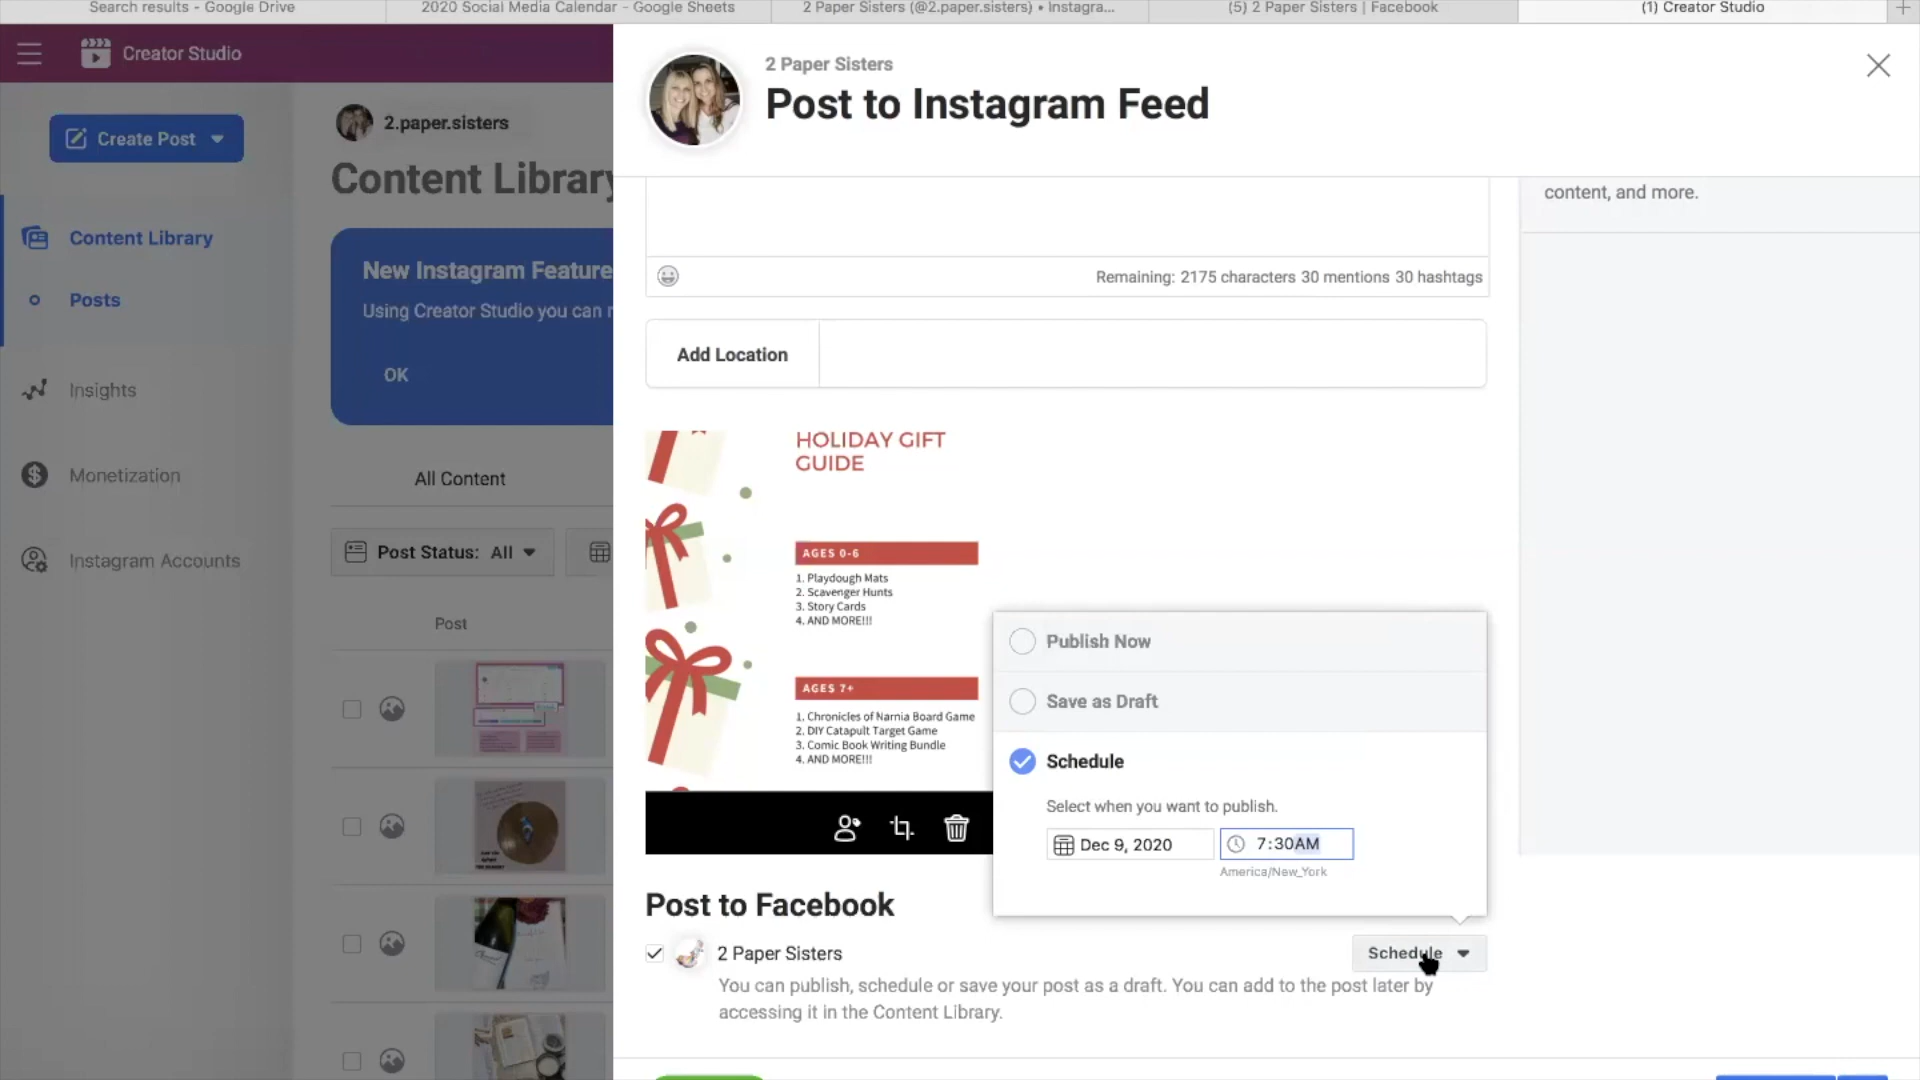 Search results - Google Drive
2020 Social Media Calendar - Google Sheets
2 Paper Sisters (@2.paper.sisters) • Instagra...
(5) 2 Paper Sisters | Facebook
(1) Creator Studio
Creator Studio
Create Post
Content Library
Posts
Insights
Monetization
Instagram Accounts
2.paper.sisters
Content Library
New Instagram Feature
Using Creator Studio you can
OK
All Content
Post Status: All
Post
2 Paper Sisters
Post to Instagram Feed
content, and more.
Remaining: 2175 characters 30 mentions 30 hashtags
Add Location
HOLIDAY GIFT
GUIDE
AGES 0-6
1. Playdough Mats
2. Scavenger Hunts
3. Story Cards
4. AND MORE!!!
AGES 7+
1. Chronicles of Narnia Board Game
2. DIY Catapult Target Game
3. Comic Book Writing Bundle
4. AND MORE!!!
Publish Now
Save as Draft
Schedule
Select when you want to publish.
Dec 9, 2020
7:30AM
America/New_York
Post to Facebook
2 Paper Sisters
Schedule
You can publish, schedule or save your post as a draft. You can add to the post later by
accessing it in the Content Library.